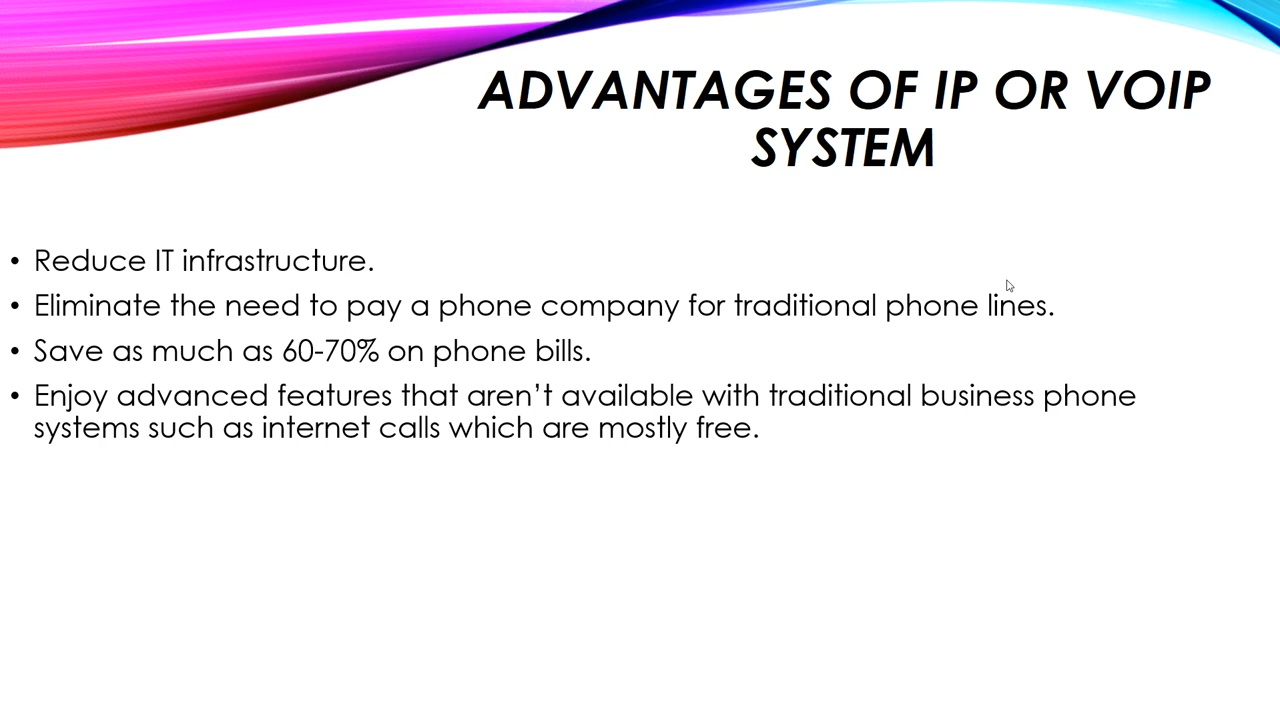 ADVANTAGES OF IP OR VOIP
SYSTEM
• Reduce IT infrastructure.
• Eliminate the need to pay a phone company for traditional phone lines.
• Save as much as 60-70% on phone bills.
• Enjoy advanced features that aren’t available with traditional business phone
systems such as internet calls which are mostly free.